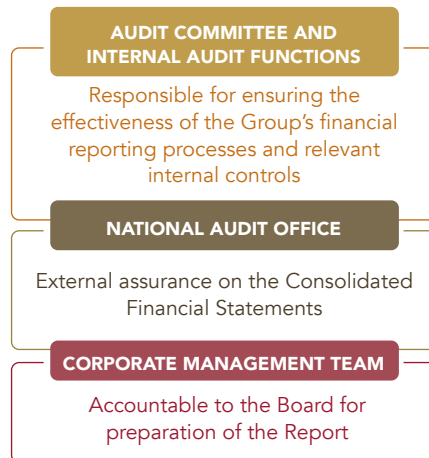 AUDIT COMMITTEE AND
INTERNAL AUDIT FUNCTIONS
Responsible for ensuring the
effectiveness of the Group’s financial
reporting processes and relevant
internal controls
NATIONAL AUDIT OFFICE
External assurance on the Consolidated
Financial Statements
CORPORATE MANAGEMENT TEAM
Accountable to the Board for
preparation of the Report